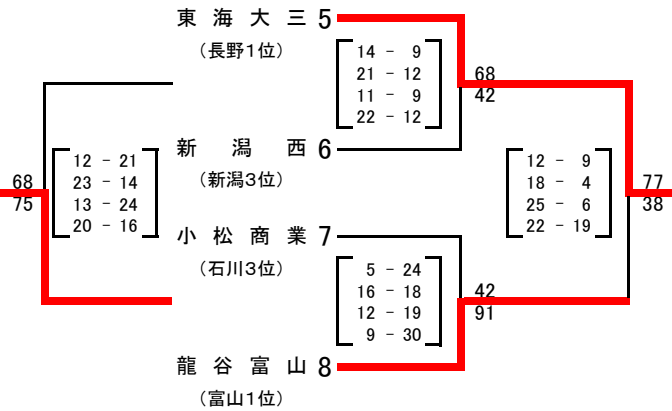 東海大三 5
(長野1位)
14 - 9
21 - 12
11 - 9
22 - 12
68
42
新潟西 6
(新潟3位)
12 - 21
23 - 14
13 - 24
20 - 16
68
75
12 - 9
18 - 4
25 - 6
22 - 19
77
38
小松商業 7
(石川3位)
5 - 24
16 - 18
12 - 19
9 - 30
42
91
龍谷富山 8
(富山1位)